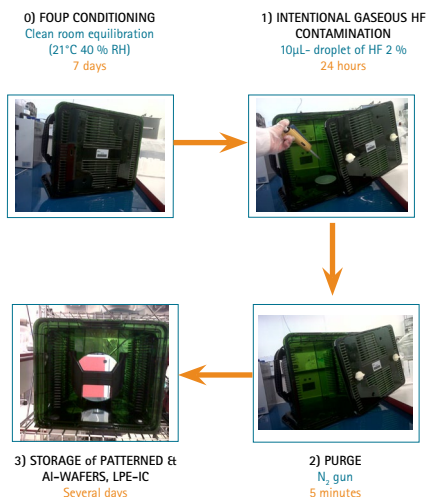 0) FOUP CONDITIONING
Clean room equilibration
(21°C 40 % RH)
7 days
1) INTENTIONAL GASEOUS HF
CONTAMINATION
10µL- droplet of HF 2 %
24 hours
3) STORAGE of PATTERNED &
Al-WAFERS, LPE-IC
Several days
2) PURGE
N₂ gun
5 minutes